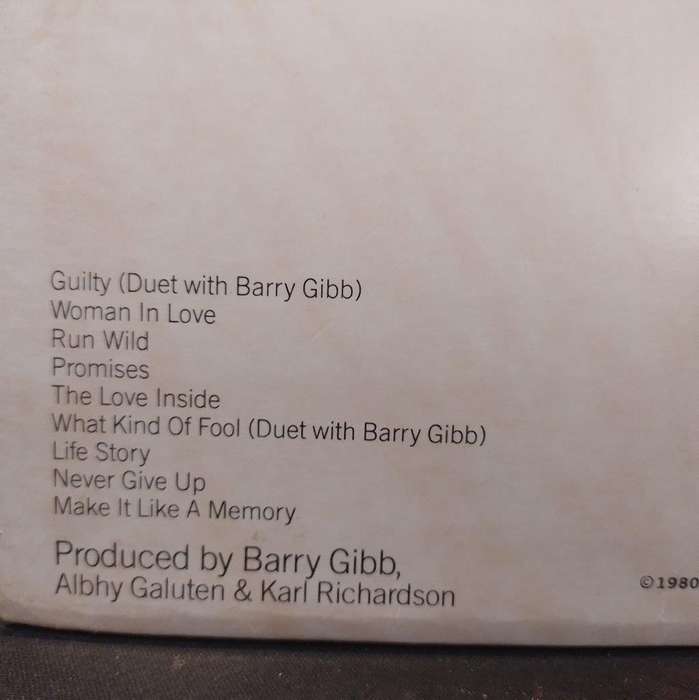 Guilty (Duet with Barry Gibb)
Woman In Love
Run Wild
Promises
The Love Inside
What Kind Of Fool (Duet with Barry Gibb)
Life Story
Never Give Up
Make It Like A Memory
Produced by Barry Gibb,
Albhy Galuten & Karl Richardson
©1980